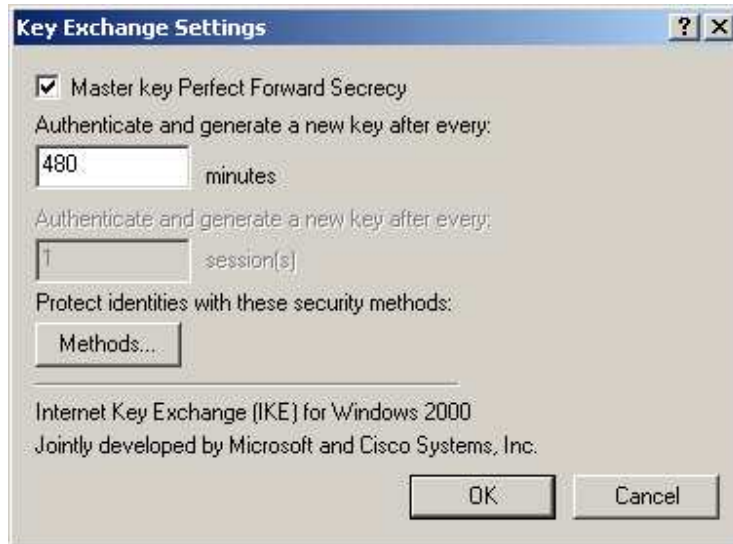 Key Exchange Settings
Master key Perfect Forward Secrecy
Authenticate and generate a new key after every:
480 minutes
Authenticate and generate a new key after every:
1 session(s)
Protect identities with these security methods:
Methods...
Internet Key Exchange (IKE) for Windows 2000
Jointly developed by Microsoft and Cisco Systems, Inc.
OK Cancel